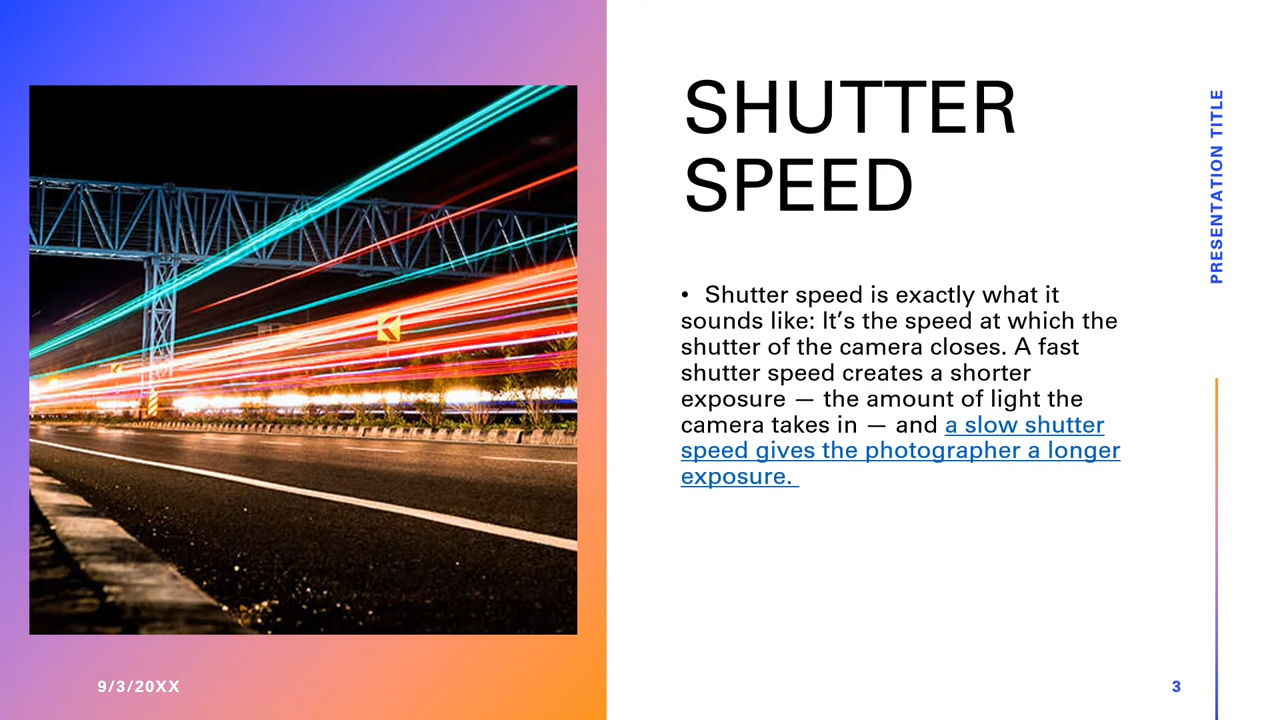 SHUTTER
SPEED
• Shutter speed is exactly what it
sounds like: It’s the speed at which the
shutter of the camera closes. A fast
shutter speed creates a shorter
exposure — the amount of light the
camera takes in — and a slow shutter
speed gives the photographer a longer
exposure.
PRESENTATION TITLE
9/3/20XX
3